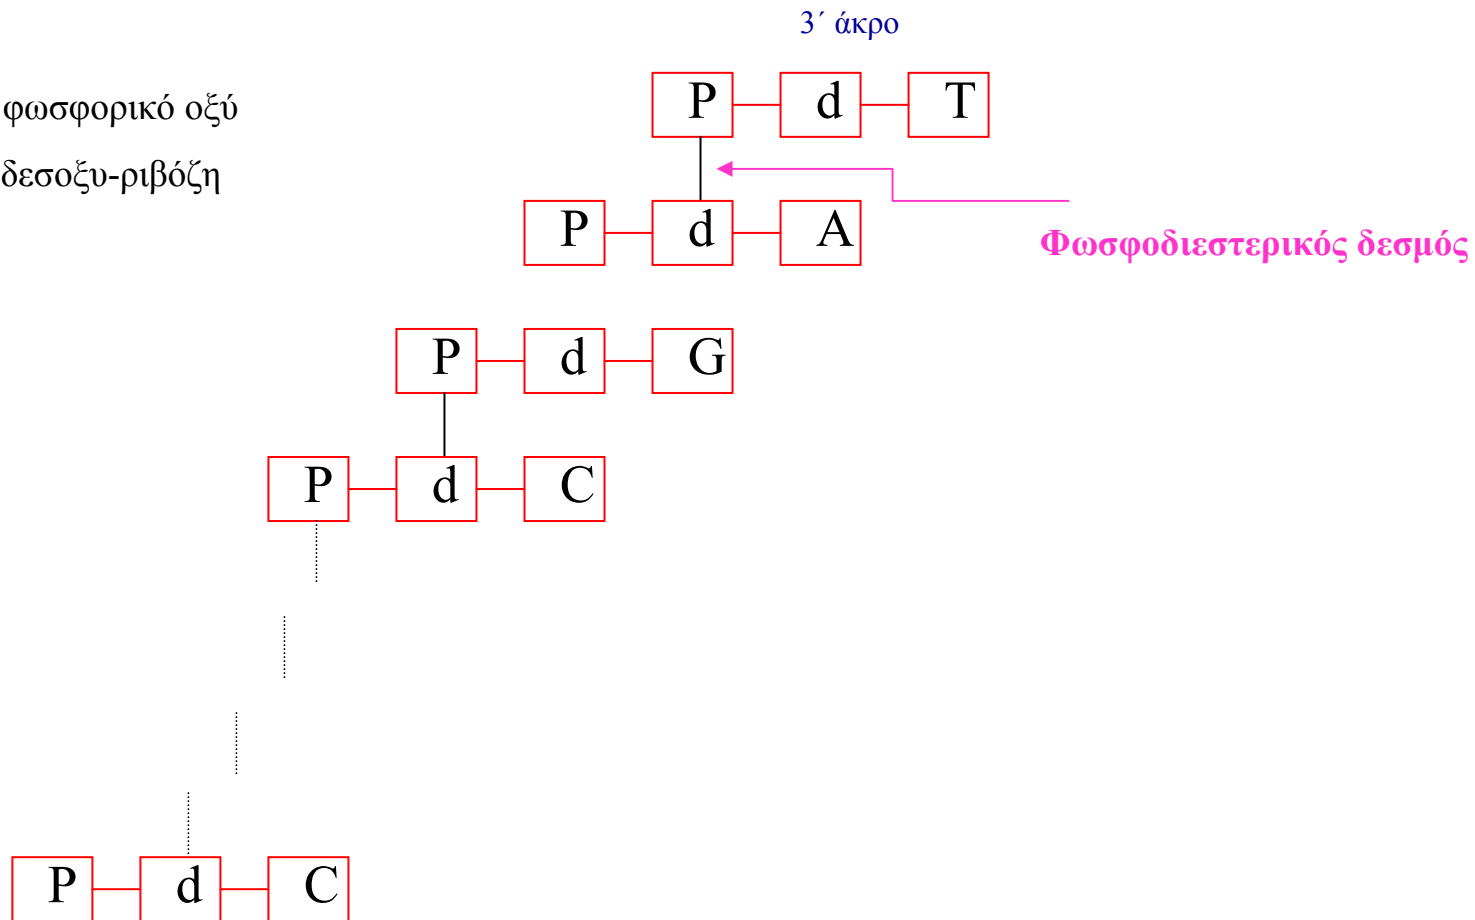 3΄ άκρο
φωσφορικό οξύ
P d T
δεσοξυ-ριβόζη
P d A
Φωσφοδιεστερικός δεσμός
P d G
P d C
P d C